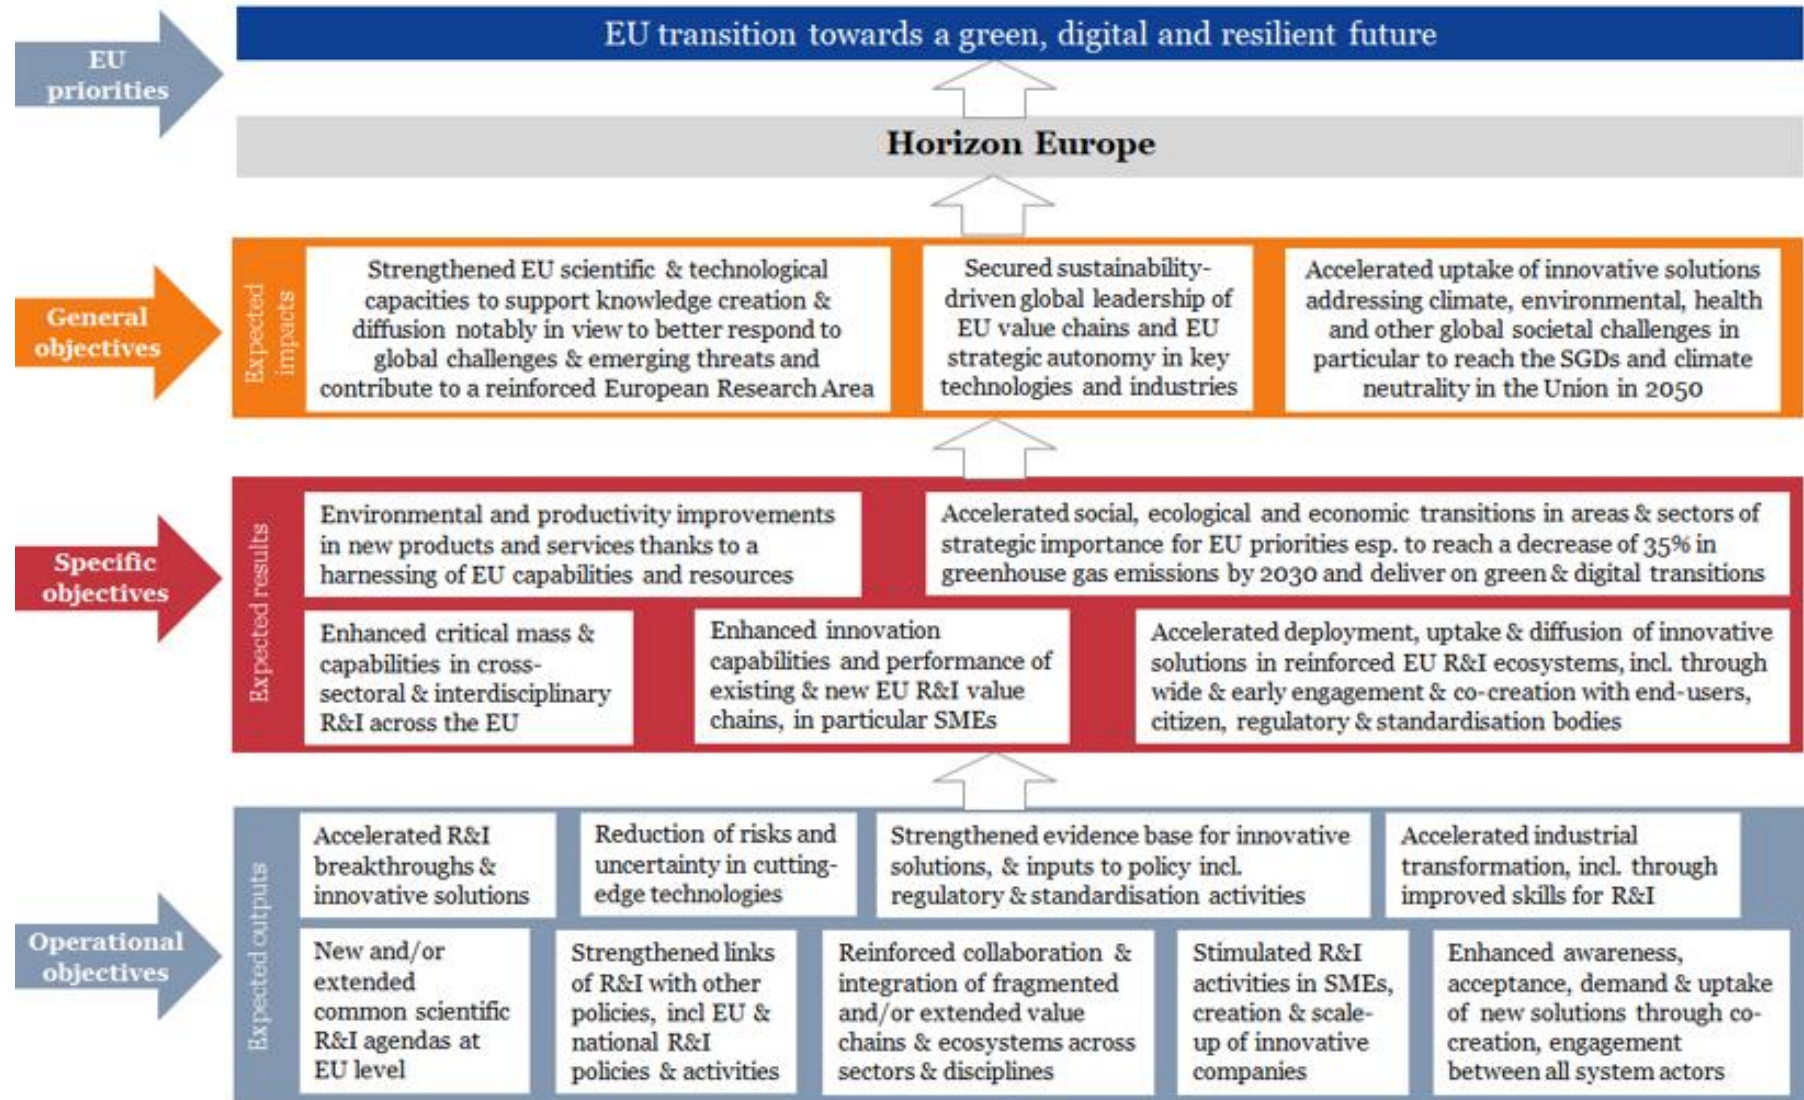 EU
priorities
EU transition towards a green, digital and resilient future
Horizon Europe
General
objectives
Expected
impacts
Strengthened EU scientific & technological
capacities to support knowledge creation &
diffusion notably in view to better respond to
global challenges & emerging threats and
contribute to a reinforced European Research Area
Secured sustainability-
driven global leadership of
EU value chains and EU
strategic autonomy in key
technologies and industries
Accelerated uptake of innovative solutions
addressing climate, environmental, health
and other global societal challenges in
particular to reach the SGDs and climate
neutrality in the Union in 2050
Specific
objectives
Expected results
Environmental and productivity improvements
in new products and services thanks to a
harnessing of EU capabilities and resources
Accelerated social, ecological and economic transitions in areas & sectors of
strategic importance for EU priorities esp. to reach a decrease of 35% in
greenhouse gas emissions by 2030 and deliver on green & digital transitions
Enhanced critical mass &
capabilities in cross-
sectoral & interdisciplinary
R&I across the EU
Enhanced innovation
capabilities and performance of
existing & new EU R&I value
chains, in particular SMEs
Accelerated deployment, uptake & diffusion of innovative
solutions in reinforced EU R&I ecosystems, incl. through
wide & early engagement & co-creation with end-users,
citizen, regulatory & standardisation bodies
Operational
objectives
Expected outputs
Accelerated R&I
breakthroughs &
innovative solutions
Reduction of risks and
uncertainty in cutting-
edge technologies
Strengthened evidence base for innovative
solutions, & inputs to policy incl.
regulatory & standardisation activities
Accelerated industrial
transformation, incl. through
improved skills for R&I
New and/or
extended
common scientific
R&I agendas at
EU level
Strengthened links
of R&I with other
policies, incl EU &
national R&I
policies & activities
Reinforced collaboration &
integration of fragmented
and/or extended value
chains & ecosystems across
sectors & disciplines
Stimulated R&I
activities in SMEs,
creation & scale-
up of innovative
companies
Enhanced awareness,
acceptance, demand & uptake
of new solutions through co-
creation, engagement
between all system actors